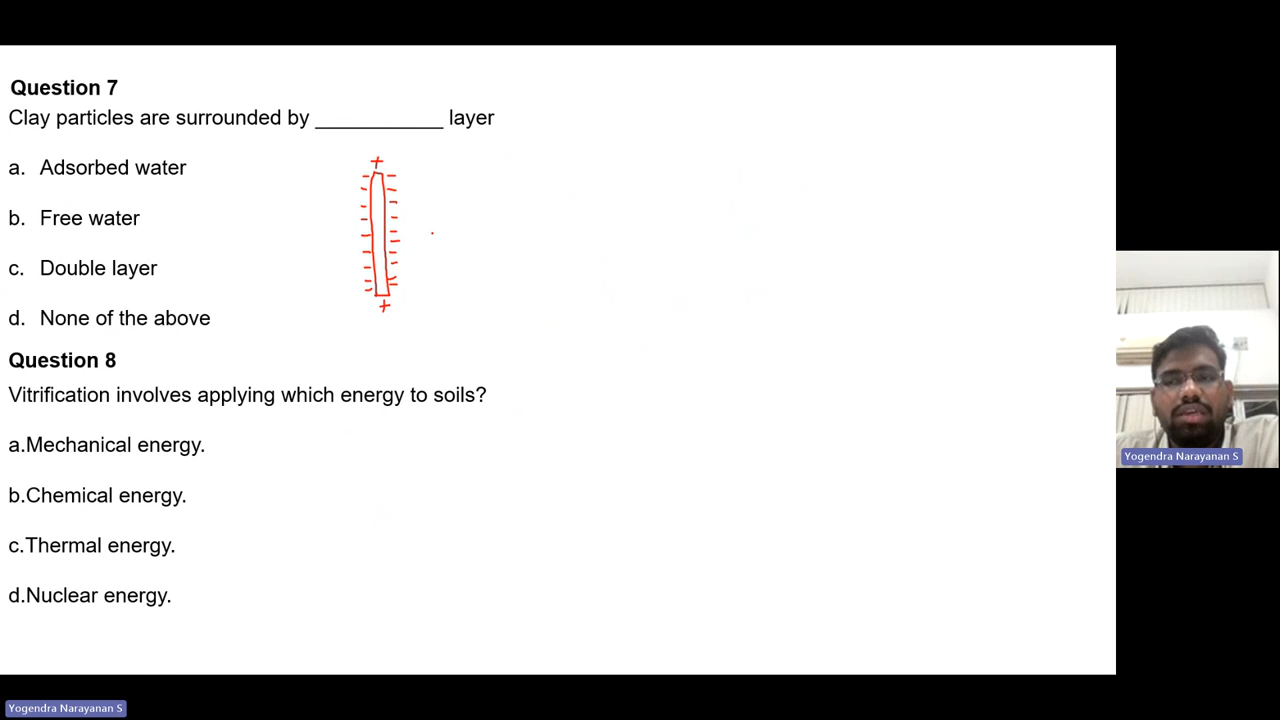 Question 7
Clay particles are surrounded by ____________ layer
a. Adsorbed water
b. Free water
c. Double layer
d. None of the above
Question 8
Vitrification involves applying which energy to soils?
a.Mechanical energy.
b.Chemical energy.
c.Thermal energy.
d.Nuclear energy.
Yogendra Narayanan S
Yogendra Narayanan S